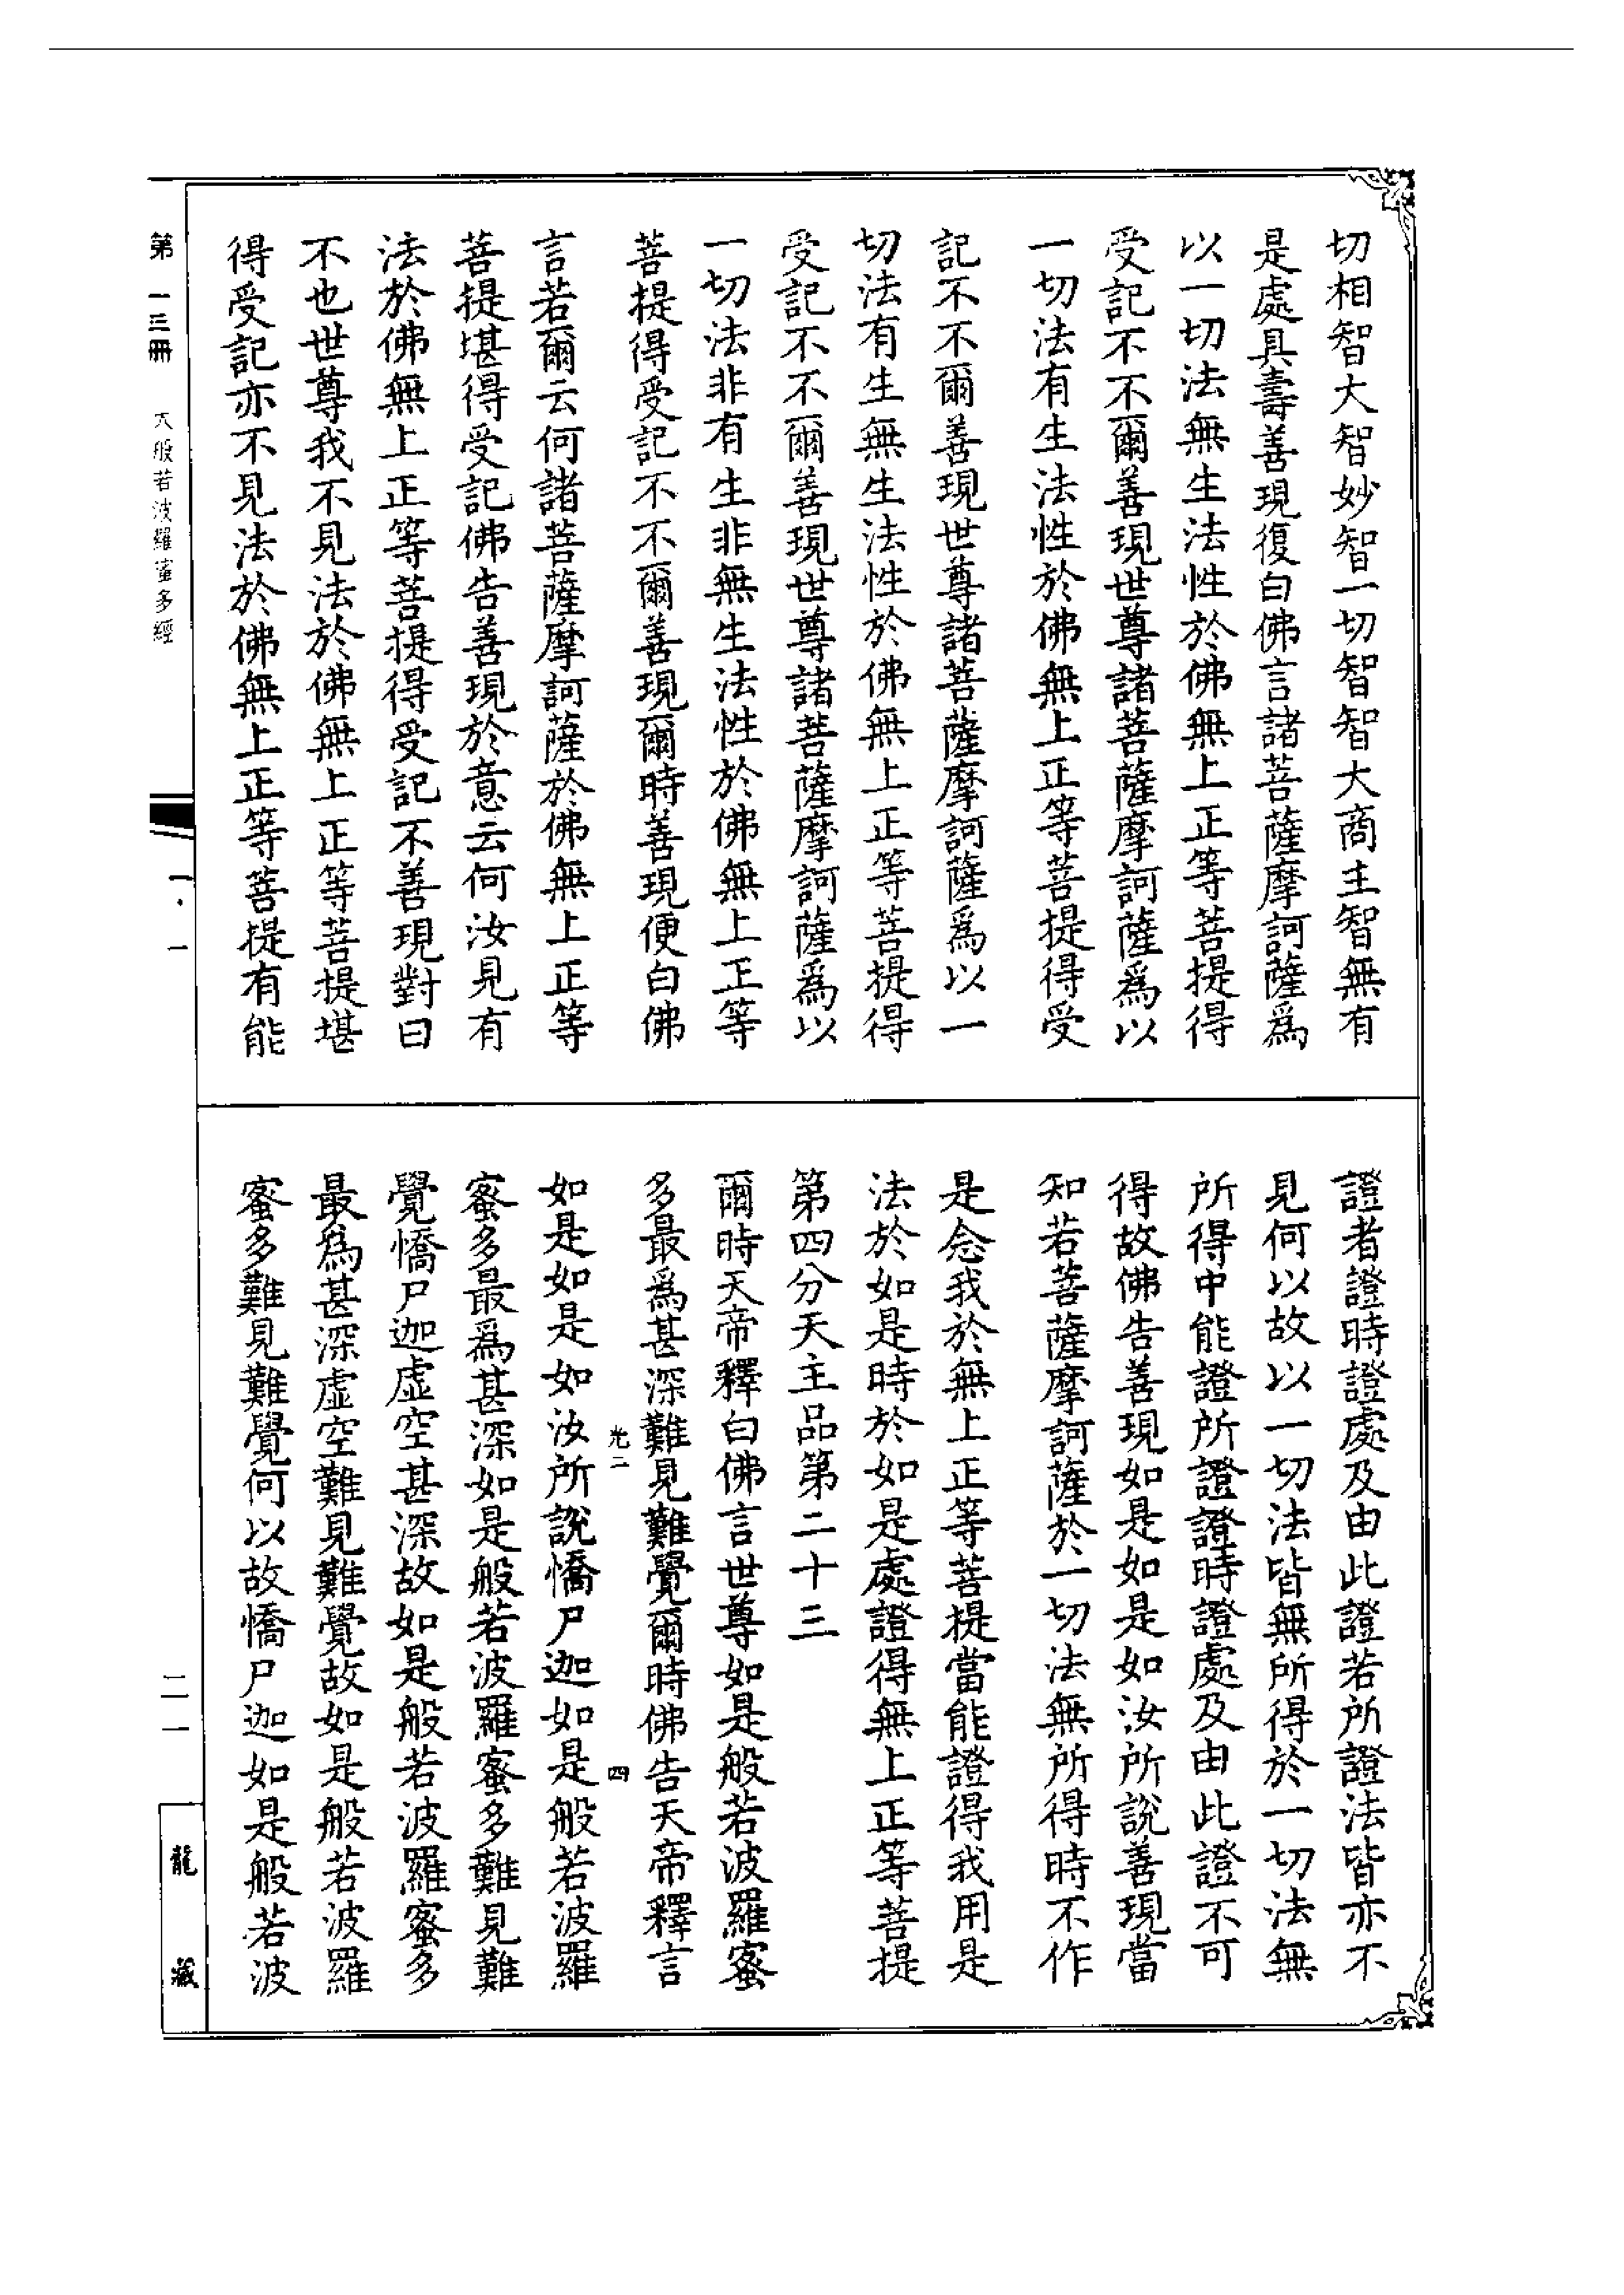 切相智大智妙智一切智智大商主智無有
是處具壽善現復白佛言諸菩薩摩訶薩爲
以一切法無生法性於佛無上正等菩提得
受記不不爾善現世尊諸菩薩摩訶薩爲以
一切法有生法性於佛無上正等菩提得受
記不不爾善現世尊諸菩薩摩訶薩爲以一
切法有生無生法性於佛無上正等菩提得
受記不不爾善現世尊諸菩薩摩訶薩爲以
一切法非有生非無生法性於佛無上正等
菩提得受記不不爾善現爾時善現便白佛
言若爾云何諸菩薩摩訶薩於佛無上正等
菩提堪得受記佛告善現於意云何汝見有
法於佛無上正等菩提得受記不善現對曰
不也世尊我不見法於佛無上正等菩提堪
得受記亦不見法於佛無上正等菩提有能
證者證時證處及由此證若所證法皆亦不
見何以故以一切法皆無所得於一切法無
所得中能證所證證時證處及由此證不可
得故佛告善現如是如是如汝所說善現當
知若菩薩摩訶薩於一切法無所得時不作
是念我於無上正等菩提當能證得我用是
法於如是時於如是處證得無上正等菩提
第四分天主品第二十三
爾時天帝釋白佛言世尊如是般若波羅蜜
多最爲甚深難見難覺爾時佛告天帝釋言
光二 四
如是如是如汝所說憍尸迦如是般若波羅
蜜多最爲甚深如是般若波羅蜜多難見難
覺憍尸迦虛空甚深故如是般若波羅蜜多
最爲甚深虛空難見難覺故如是般若波羅
蜜多難見難覺何以故憍尸迦如是般若波
第一三冊 大般若波羅蜜多經
一·一
二一
龍藏